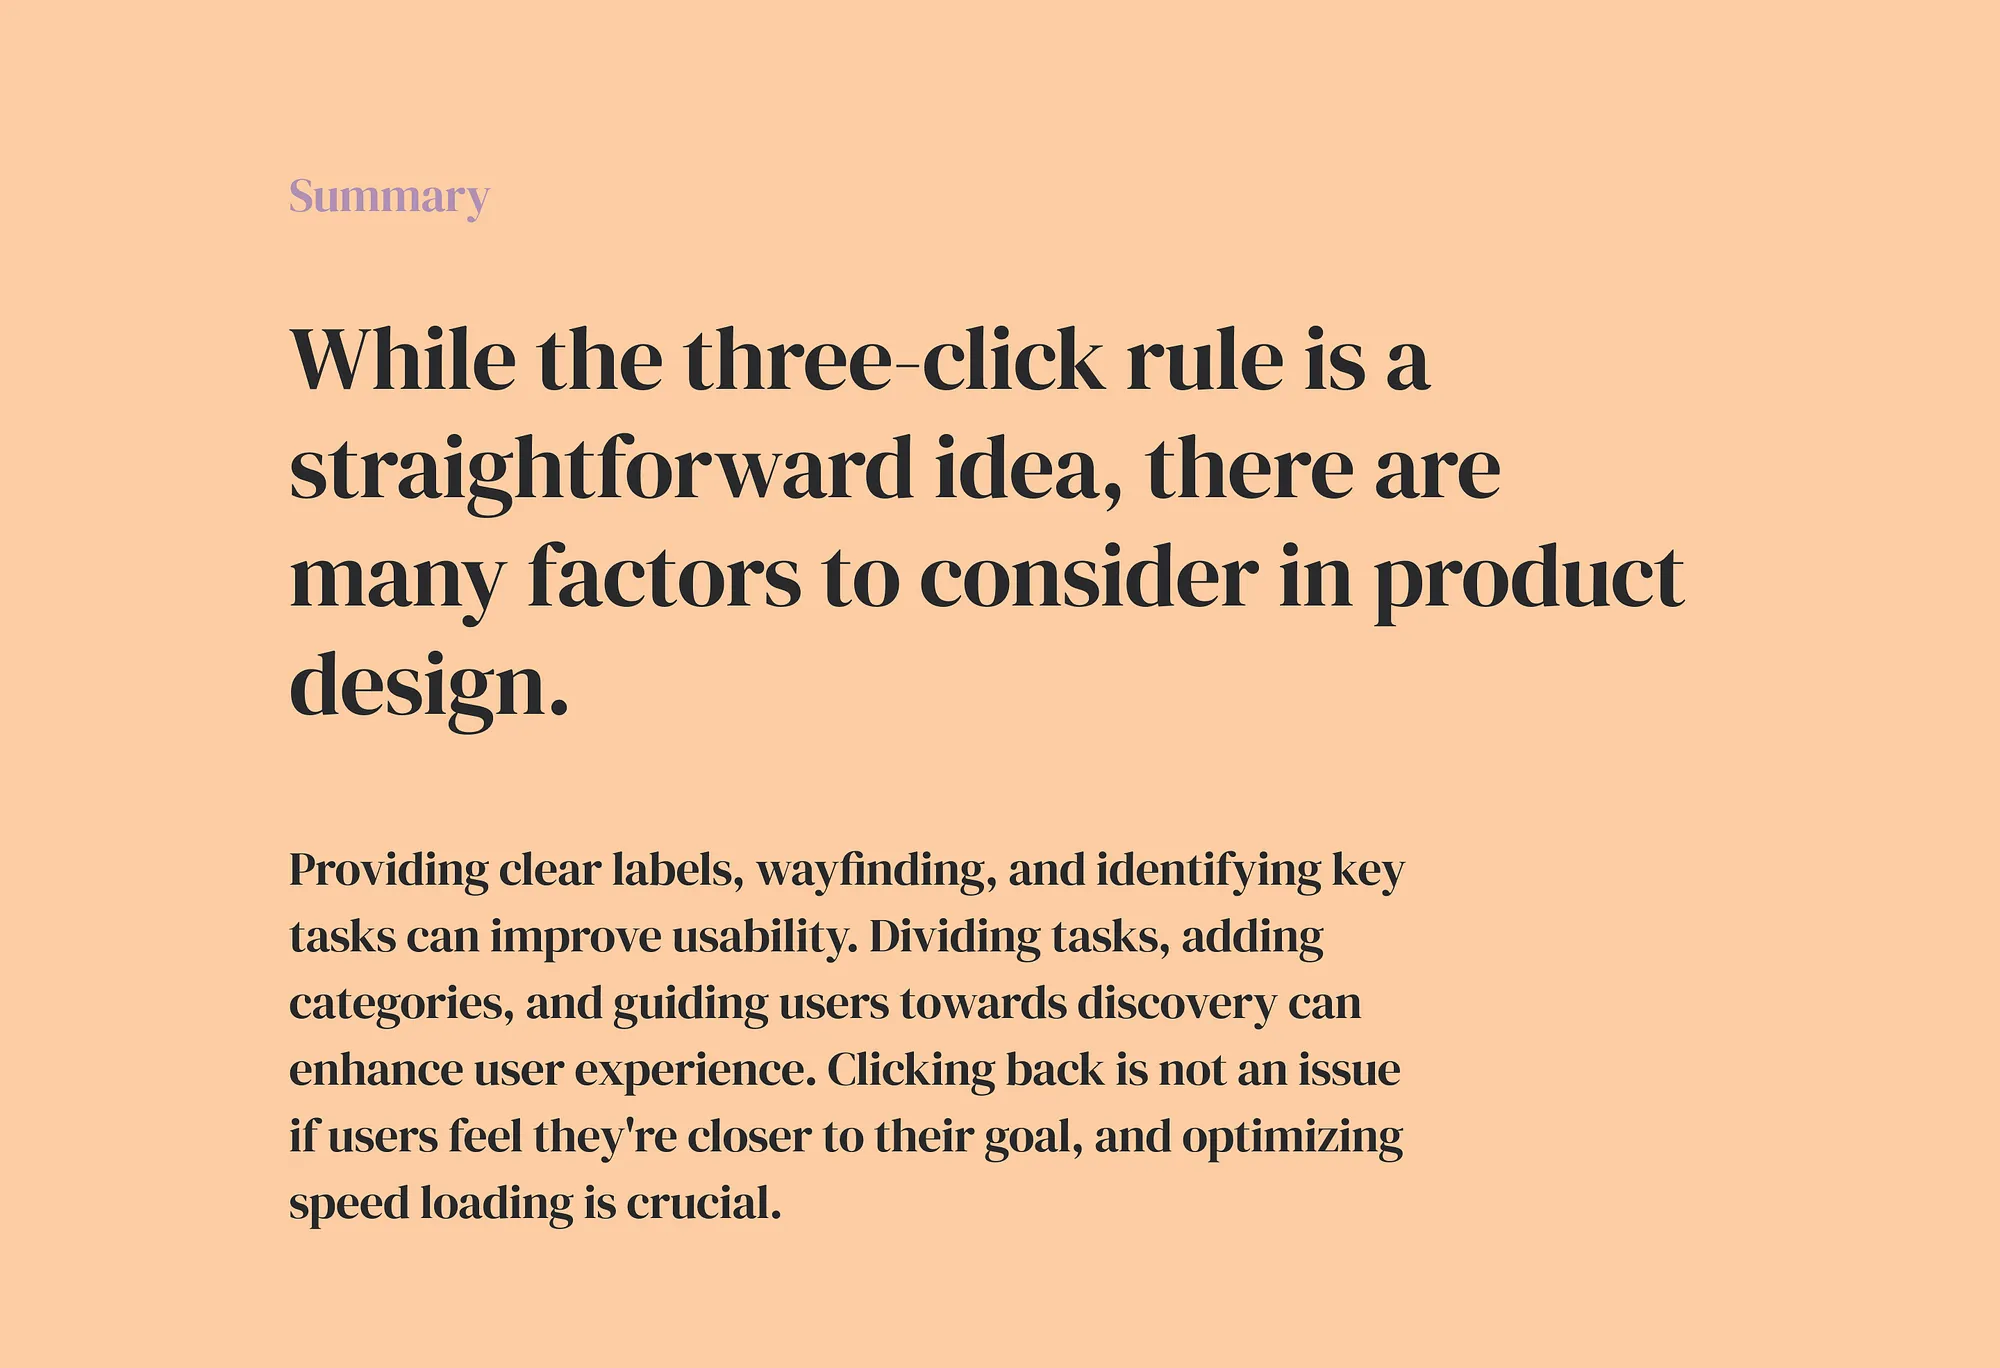 Summary
While the three-click rule is a
straightforward idea, there are
many factors to consider in product
design.
Providing clear labels, wayfinding, and identifying key
tasks can improve usability. Dividing tasks, adding
categories, and guiding users towards discovery can
enhance user experience. Clicking back is not an issue
if users feel they're closer to their goal, and optimizing
speed loading is crucial.